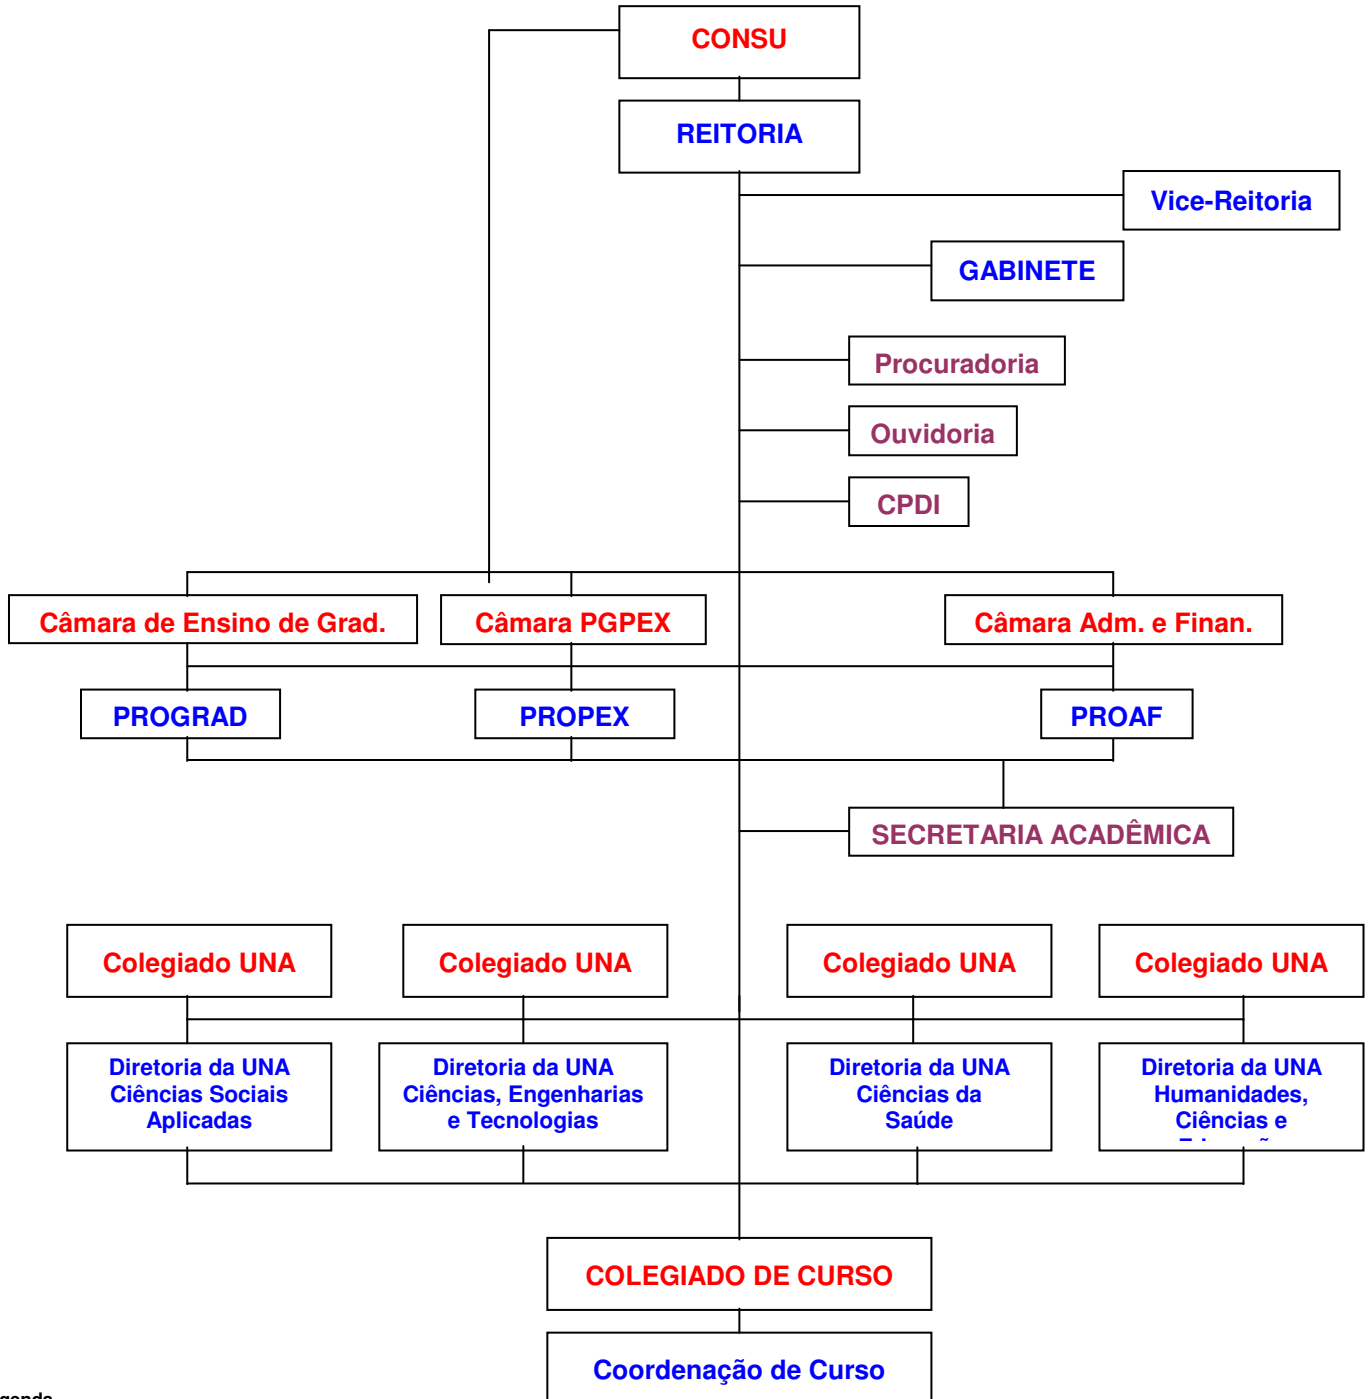 CONSU
REITORIA
Vice-Reitoria
GABINETE
Procuradoria
Ouvidoria
CPDI
Câmara de Ensino de Grad.
Câmara PGPEX
Câmara Adm. e Finan.
PROGRAD
PROPEX
PROAF
SECRETARIA ACADÊMICA
Colegiado UNA
Colegiado UNA
Colegiado UNA
Colegiado UNA
Diretoria da UNA
Ciências Sociais
Aplicadas
Diretoria da UNA
Ciências, Engenharias
e Tecnologias
Diretoria da UNA
Ciências da
Saúde
Diretoria da UNA
Humanidades,
Ciências e
COLEGIADO DE CURSO
Coordenação de Curso